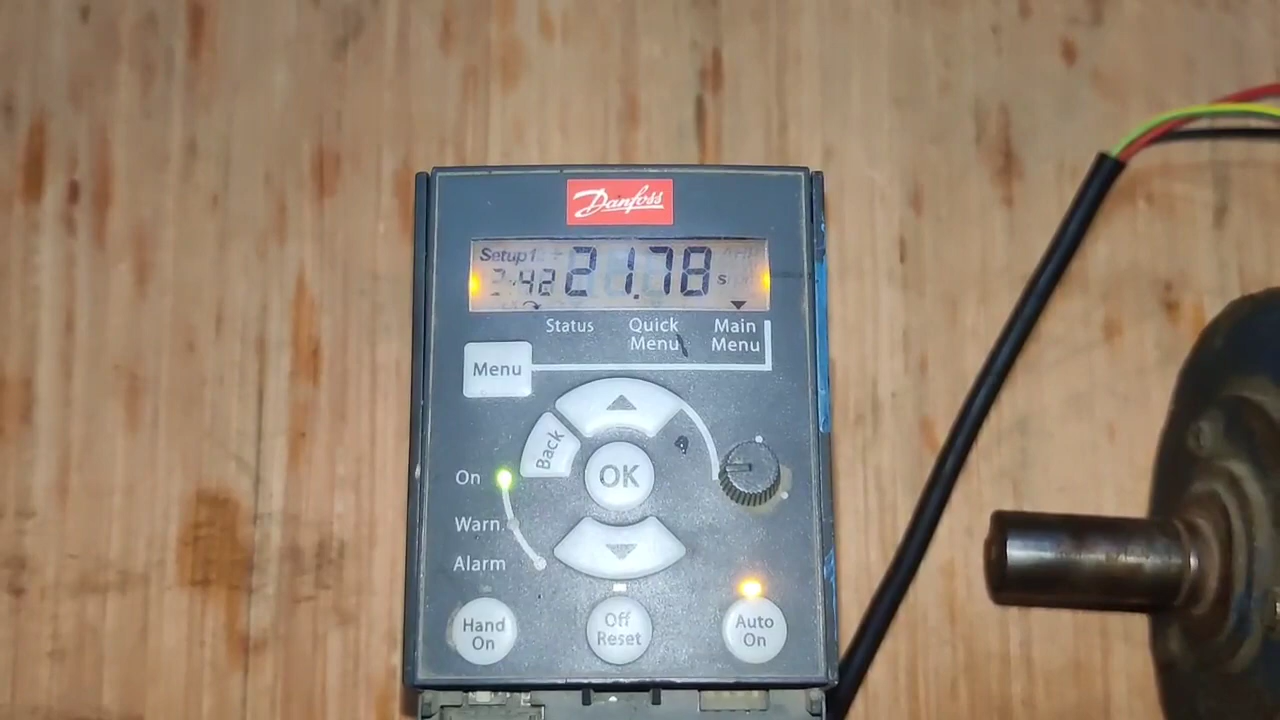 Danfoss
Setup 1
2-42 21.78 s
Status Quick Menu Main Menu
Menu
Back
OK
On
Warn.
Alarm
Hand On
Off Reset
Auto On